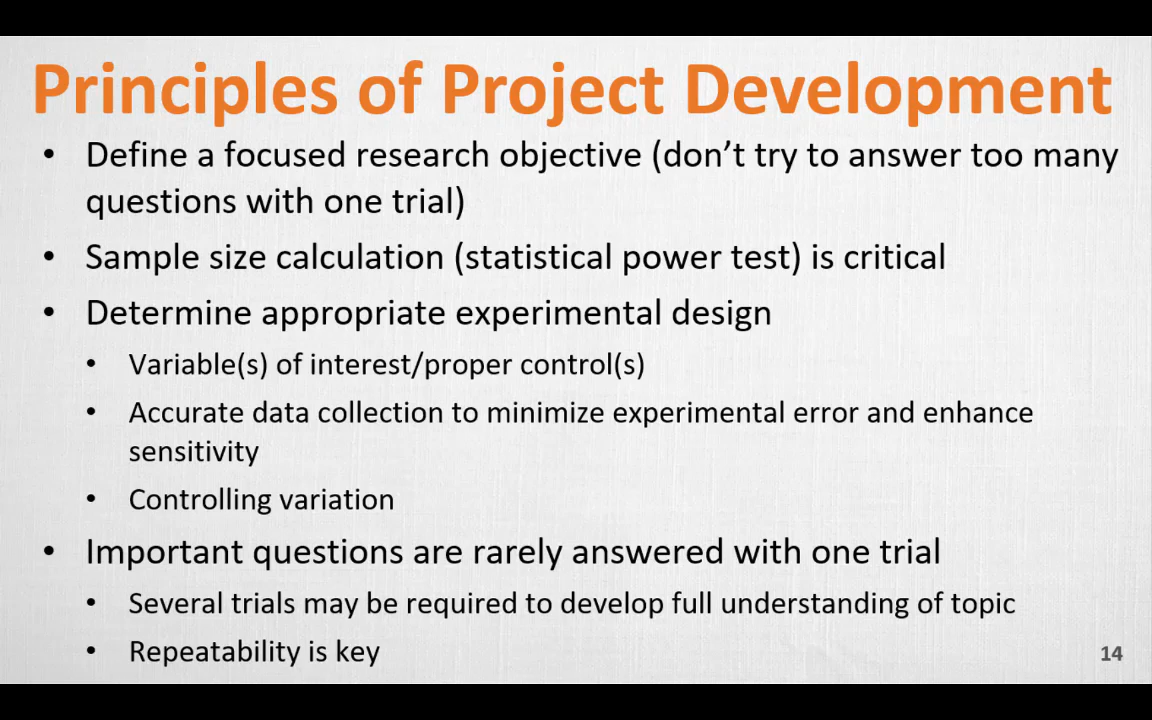 Principles of Project Development
• Define a focused research objective (don’t try to answer too many
questions with one trial)
• Sample size calculation (statistical power test) is critical
• Determine appropriate experimental design
• Variable(s) of interest/proper control(s)
• Accurate data collection to minimize experimental error and enhance
sensitivity
• Controlling variation
• Important questions are rarely answered with one trial
• Several trials may be required to develop full understanding of topic
• Repeatability is key
14